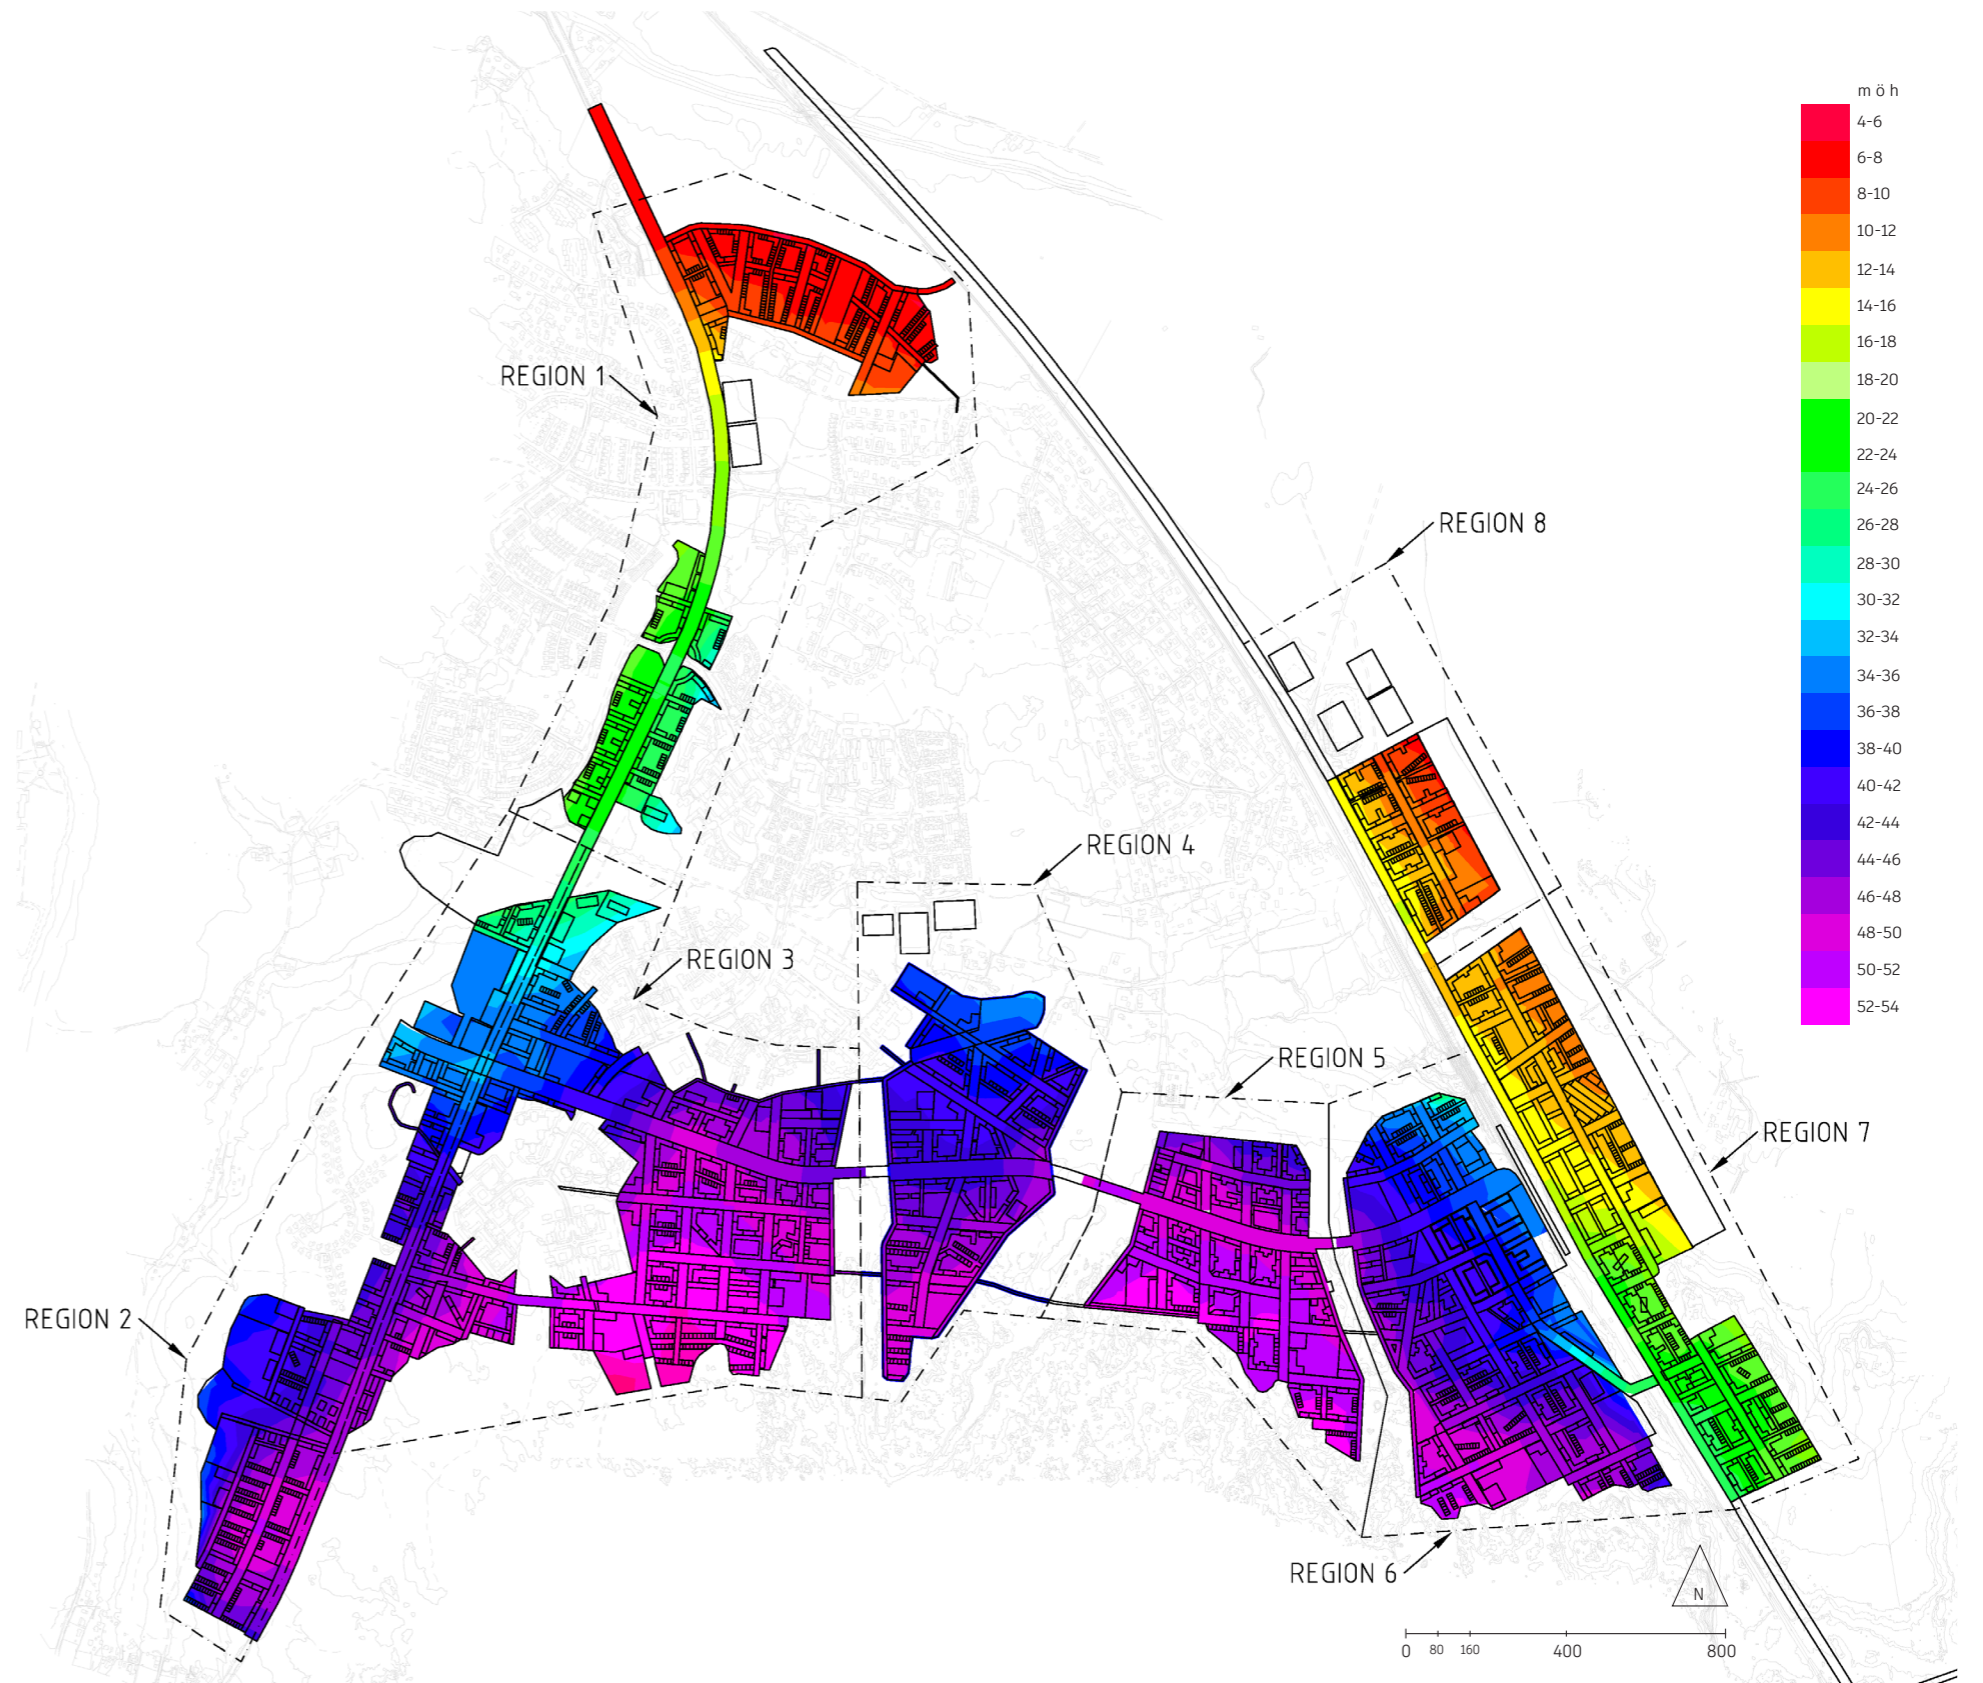 m ö h
4-6
6-8
8-10
10-12
12-14
14-16
16-18
18-20
20-22
22-24
24-26
26-28
28-30
30-32
32-34
34-36
36-38
38-40
40-42
42-44
44-46
46-48
48-50
50-52
52-54
REGION 1
REGION 8
REGION 4
REGION 3
REGION 5
REGION 7
REGION 2
REGION 6
N
0 80 160 400 800